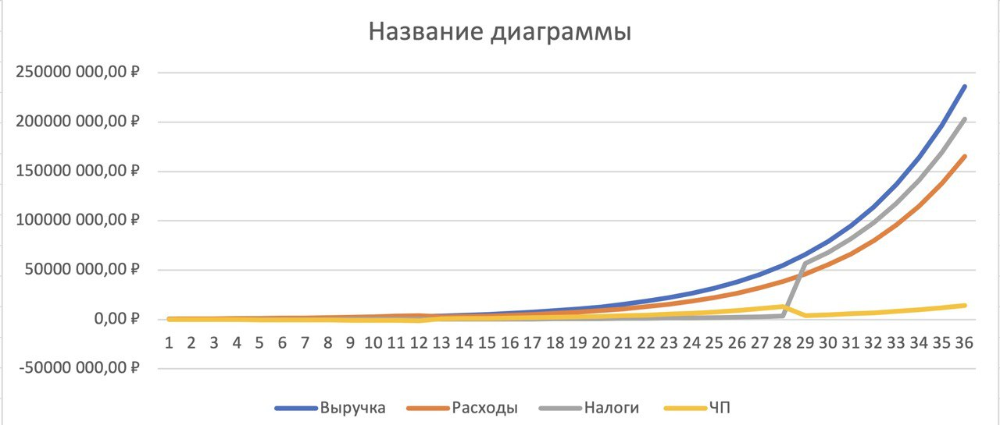 Название диаграммы
250000 000,00 ₽
200000 000,00 ₽
150000 000,00 ₽
100000 000,00 ₽
50000 000,00 ₽
0,00 ₽
1 2 3 4 5 6 7 8 9 10 11 12 13 14 15 16 17 18 19 20 21 22 23 24 25 26 27 28 29 30 31 32 33 34 35 36
-50000 000,00 ₽
Выручка Расходы Налоги ЧП